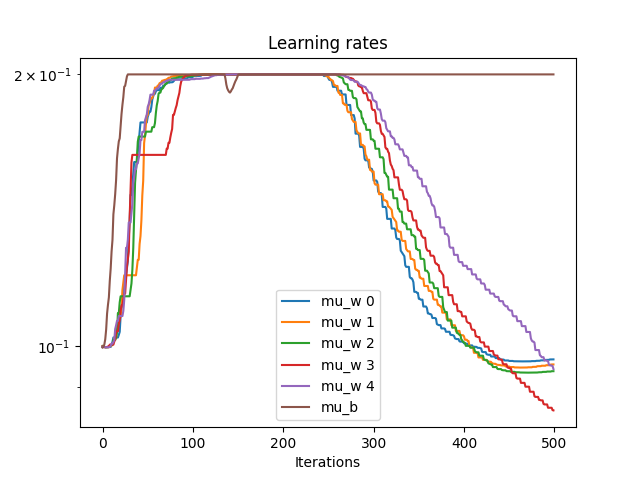 Learning rates
2 × 10⁻¹
10⁻¹
mu_w 0
mu_w 1
mu_w 2
mu_w 3
mu_w 4
mu_b
0 100 200 300 400 500
Iterations